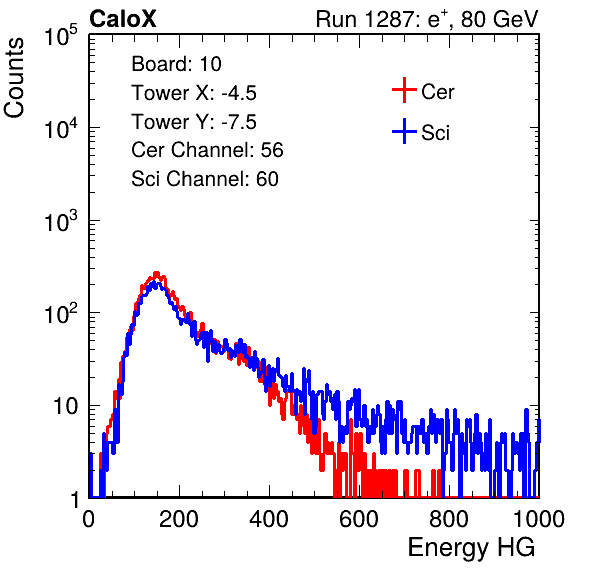 CaloX Run 1287: e⁺, 80 GeV
Counts
Board: 10
Tower X: -4.5
Tower Y: -7.5
Cer Channel: 56
Sci Channel: 60
Cer
Sci
10⁵
10⁴
10³
10²
10
1
0 200 400 600 800 1000
Energy HG